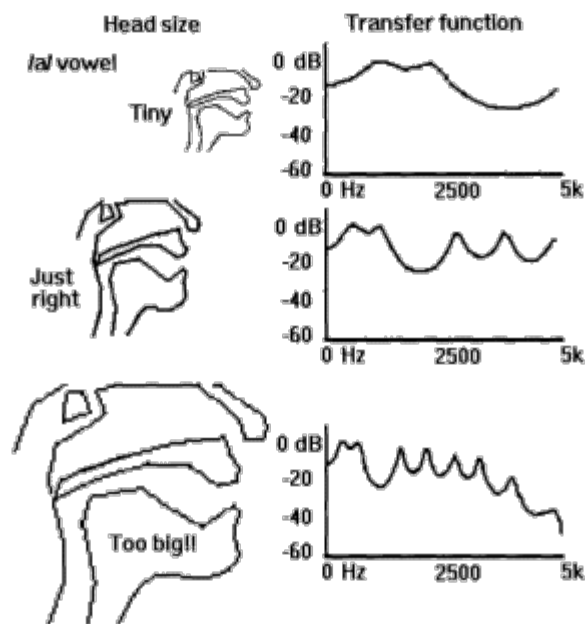 Head size
Transfer function
/a/ vowel
Tiny
0 dB
-20
-40
-60
0 Hz
2500
5k
Just
right
0 dB
-20
-40
-60
0 Hz
2500
5k
Too big!!
0 dB
-20
-40
-60
0 Hz
2500
5k